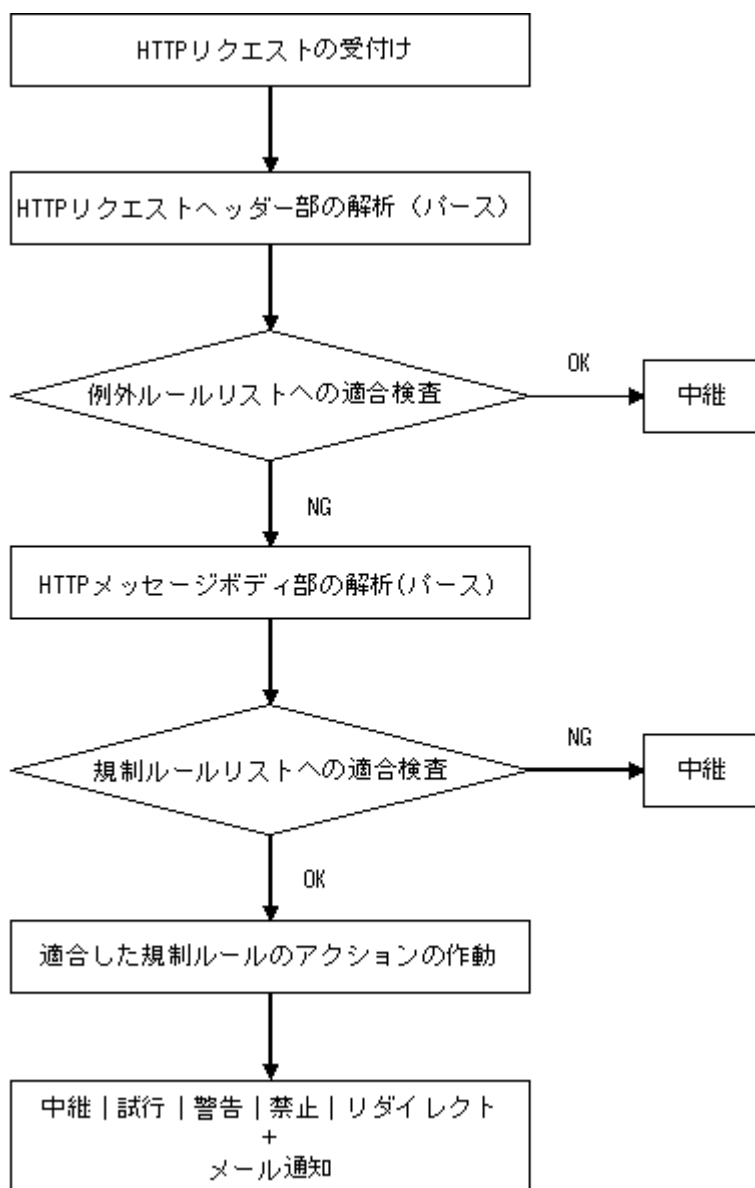 HTTPリクエストの受付け
HTTPリクエストヘッダー部の解析（パース）
例外ルールリストへの適合検査
OK
中継
NG
HTTPメッセージボディ部の解析(パース)
規制ルールリストへの適合検査
NG
中継
OK
適合した規制ルールのアクションの作動
中継｜試行｜警告｜禁止｜リダイレクト
+
メール通知